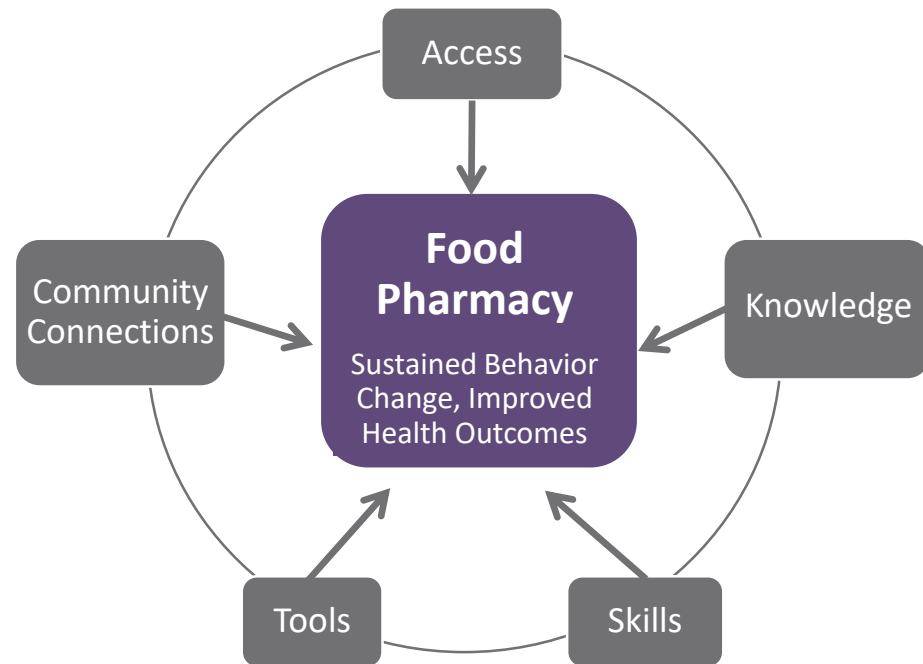 Access
Food
Pharmacy
Sustained Behavior
Change, Improved
Health Outcomes
Community
Connections
Knowledge
Tools
Skills